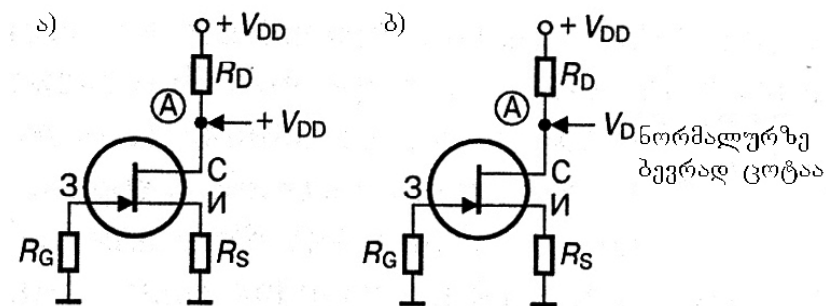 ა)
+ VDD
RD
A
+ VDD
З
С
И
RG
RS
ბ)
+ VDD
RD
A
VD ნორმალურზე
ბევრად ცოტაა
З
С
И
RG
RS